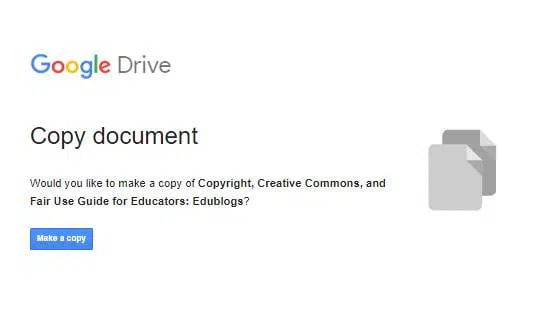 Google Drive
Copy document
Would you like to make a copy of Copyright, Creative Commons, and
Fair Use Guide for Educators: Edublogs?
Make a copy